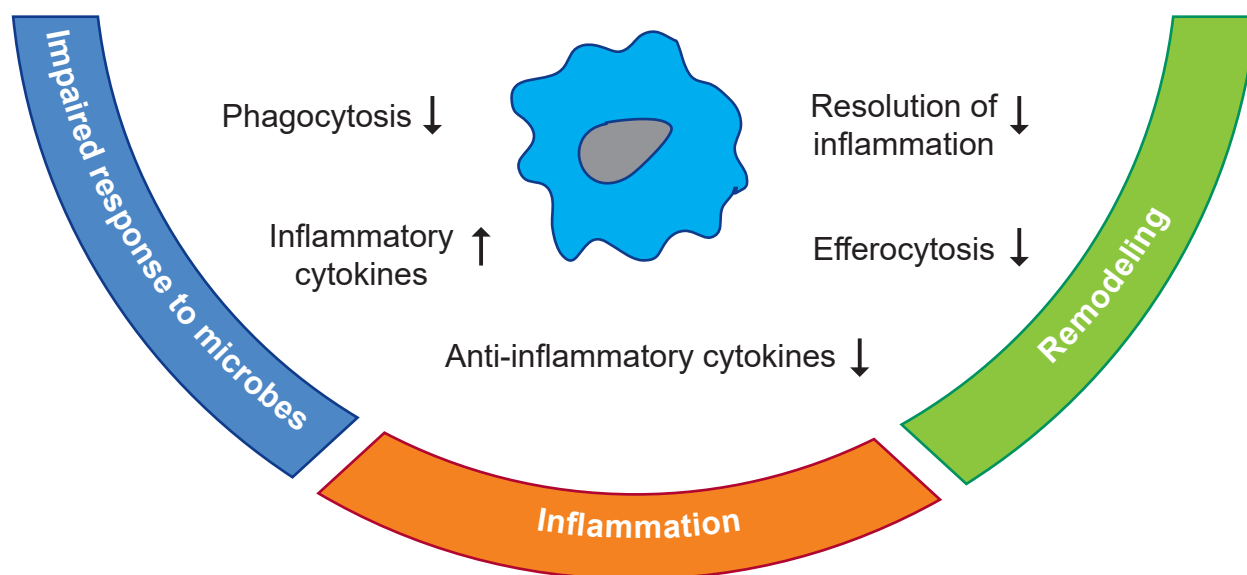 Impaired response to microbes
Phagocytosis ↓
Inflammatory
cytokines ↑
Anti-inflammatory cytokines ↓
Resolution of
inflammation ↓
Efferocytosis ↓
Remodeling
Inflammation